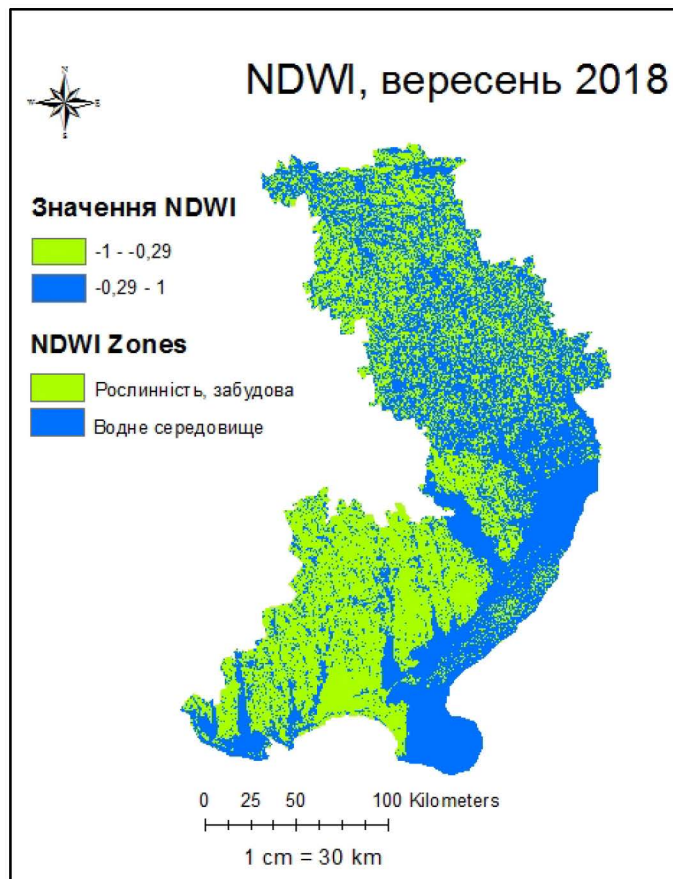 NDWI, вересень 2018
N
W E
S
Значення NDWI
-1 - -0,29
-0,29 - 1
NDWI Zones
Рослинність, забудова
Водне середовище
0 25 50 100 Kilometers
1 cm = 30 km